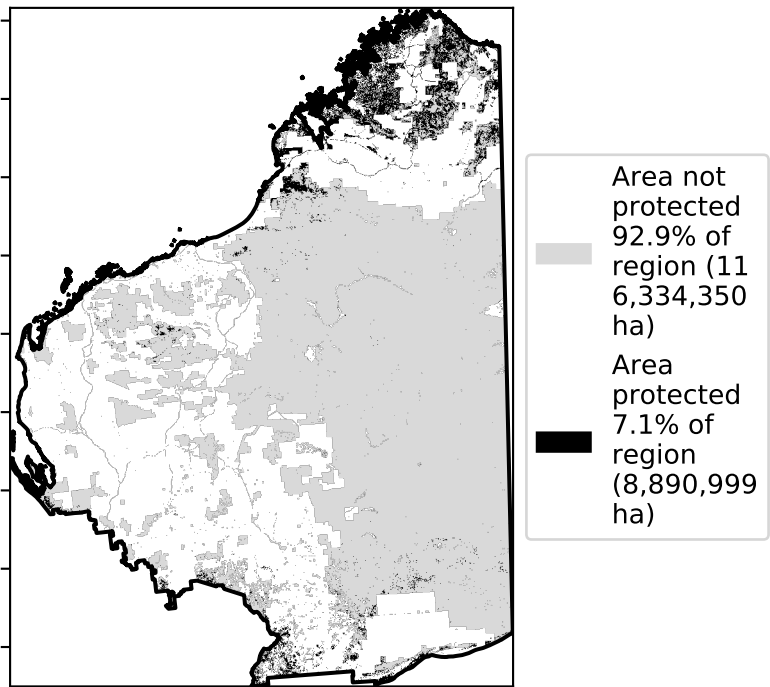 Area not
protected
92.9% of
region (11
6,334,350
ha)
Area
protected
7.1% of
region
(8,890,999
ha)